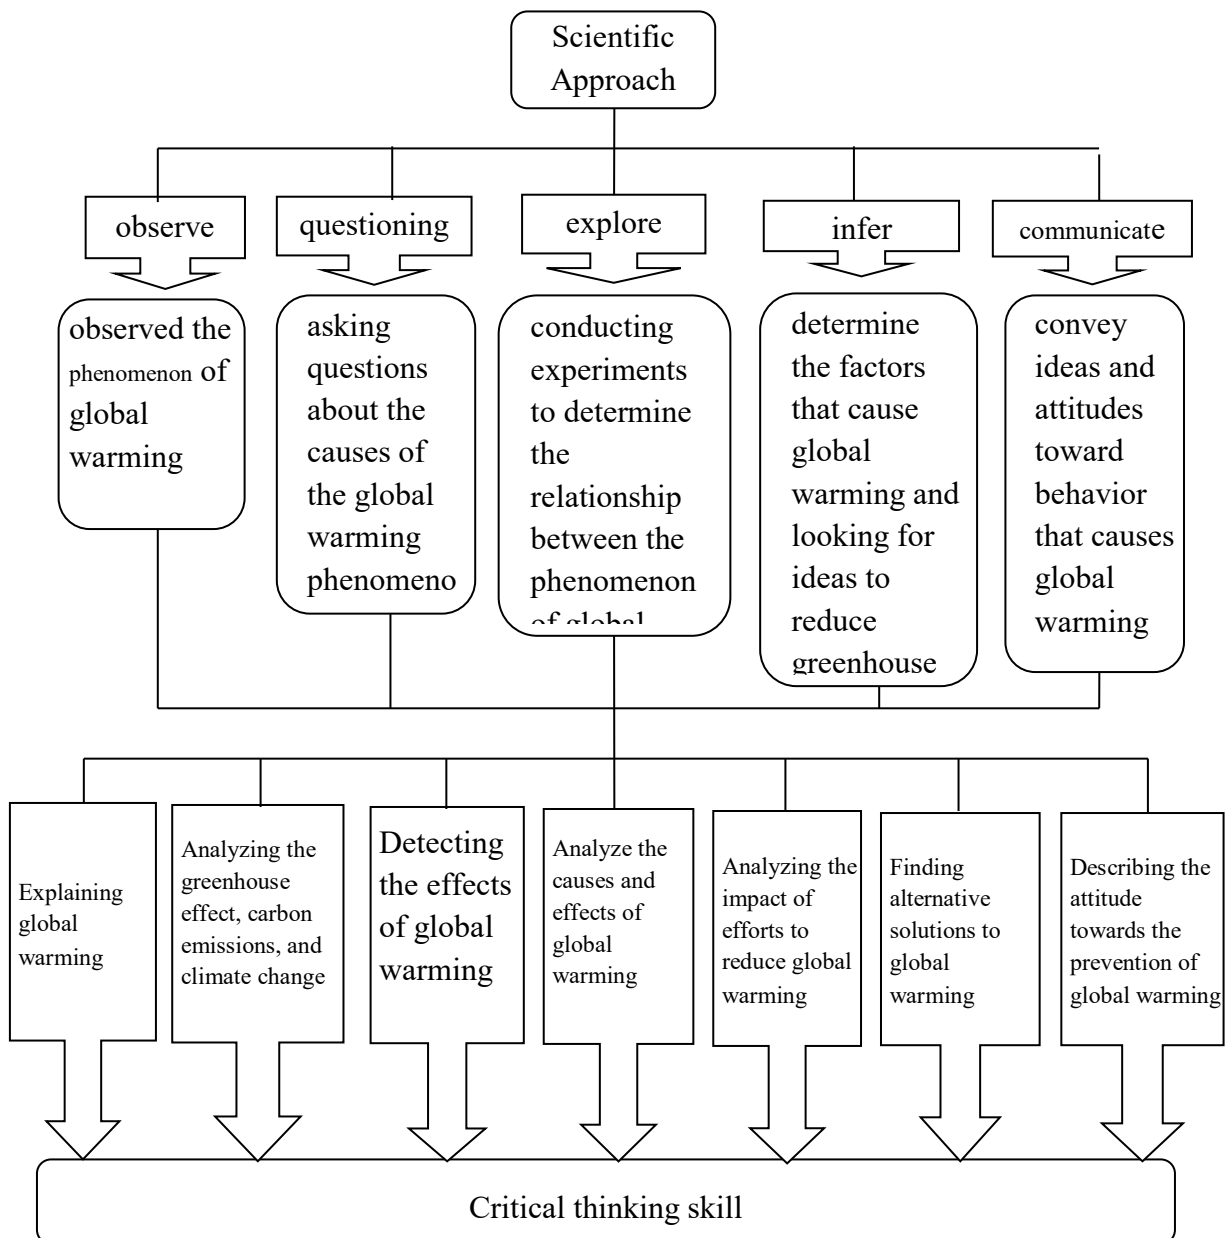 Scientific
Approach
observe
questioning
explore
infer
communicate
observed the
phenomenon of
global
warming
asking
questions
about the
causes of
the global
warming
phenomeno
conducting
experiments
to determine
the
relationship
between the
phenomenon
of global
determine
the factors
that cause
global
warming and
looking for
ideas to
reduce
greenhouse
convey
ideas and
attitudes
toward
behavior
that causes
global
warming
Explaining
global
warming
Analyzing the
greenhouse
effect, carbon
emissions, and
climate change
Detecting
the effects
of global
warming
Analyze the
causes and
effects of
global
warming
Analyzing the
impact of
efforts to
reduce global
warming
Finding
alternative
solutions to
global
warming
Describing the
attitude
towards the
prevention of
global warming
Critical thinking skill